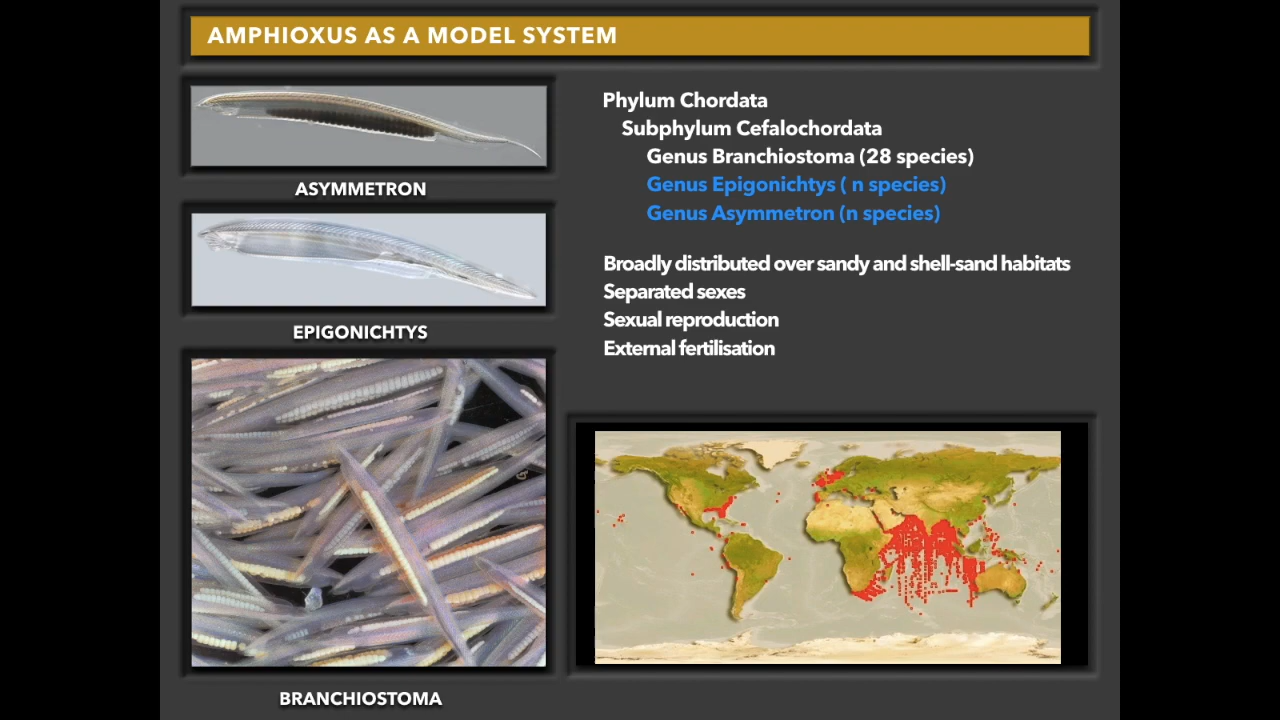 AMPHIOXUS AS A MODEL SYSTEM
ASYMMETRON
EPIGONICHTYS
BRANCHIOSTOMA
Phylum Chordata
Subphylum Cefalochordata
Genus Branchiostoma (28 species)
Genus Epigonichtys ( n species)
Genus Asymmetron (n species)
Broadly distributed over sandy and shell-sand habitats
Separated sexes
Sexual reproduction
External fertilisation